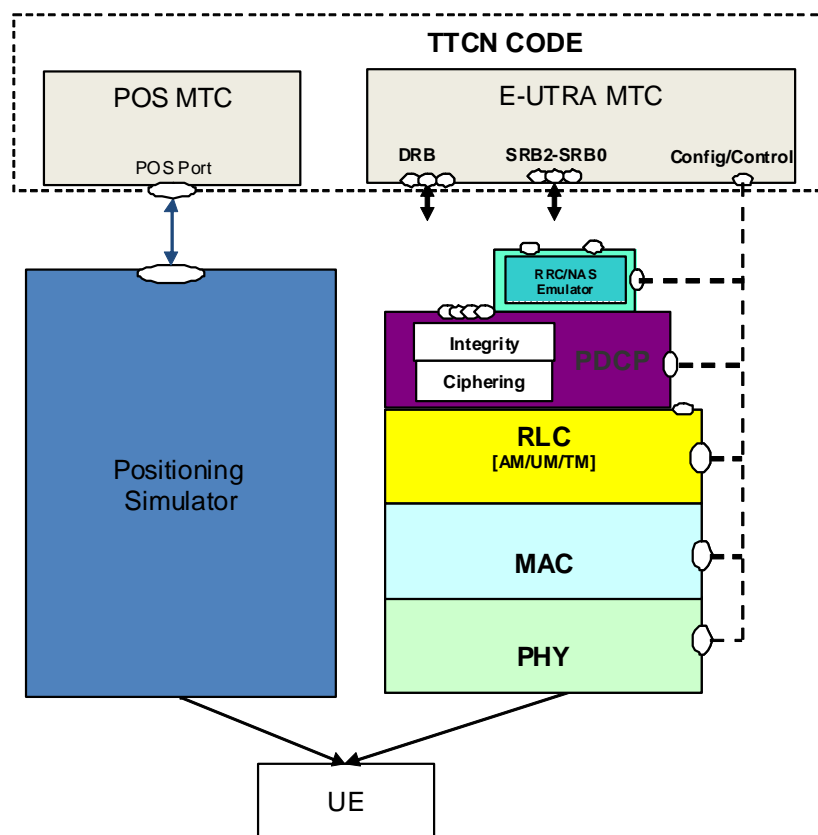 TTCN CODE
POS MTC
E-UTRA MTC
POS Port
DRB
SRB2-SRB0
Config/Control
RRC/NAS
Emulator
Integrity
Ciphering
PDCP
RLC
[AM/UM/TM]
Positioning
Simulator
MAC
PHY
UE